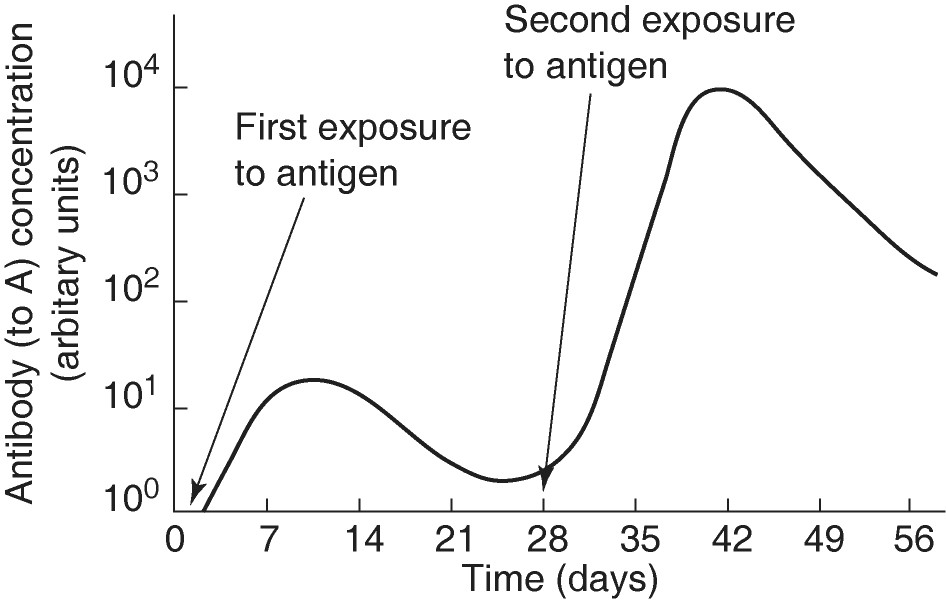 Second exposure
to antigen
First exposure
to antigen
Antibody (to A) concentration
(arbitary units)
10⁴
10³
10²
10¹
10⁰
0 7 14 21 28 35 42 49 56
Time (days)